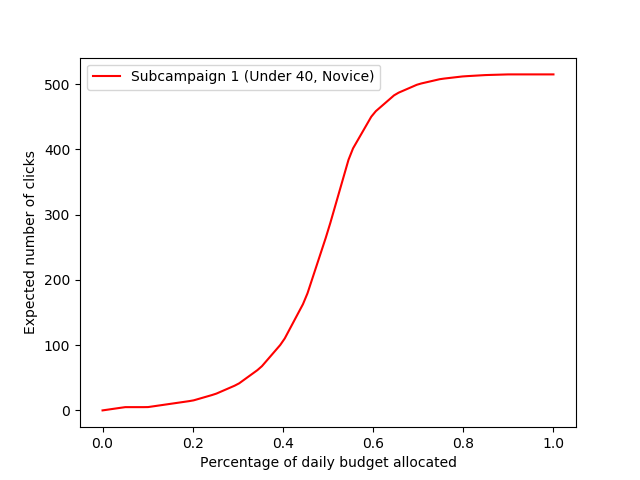 Subcampaign 1 (Under 40, Novice)
500
400
300
200
100
0
Expected number of clicks
0.0 0.2 0.4 0.6 0.8 1.0
Percentage of daily budget allocated